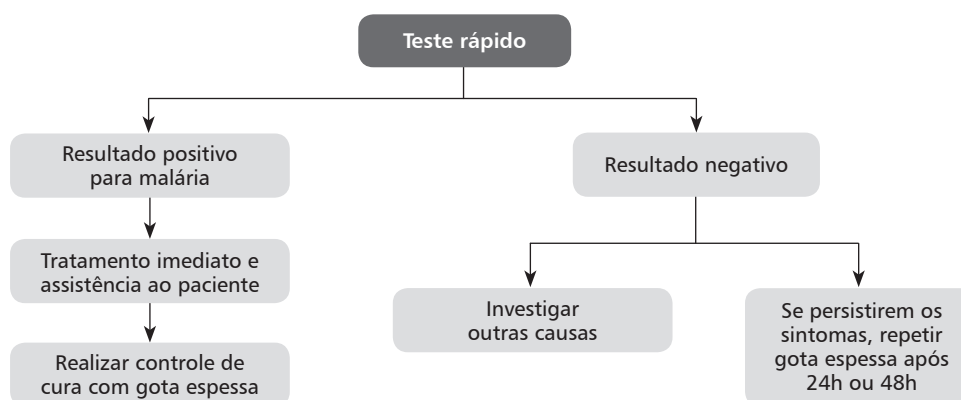 Teste rápido
Resultado positivo
para malária
Resultado negativo
Tratamento imediato e
assistência ao paciente
Investigar
outras causas
Se persistirem os
sintomas, repetir
gota espessa após
24h ou 48h
Realizar controle de
cura com gota espessa